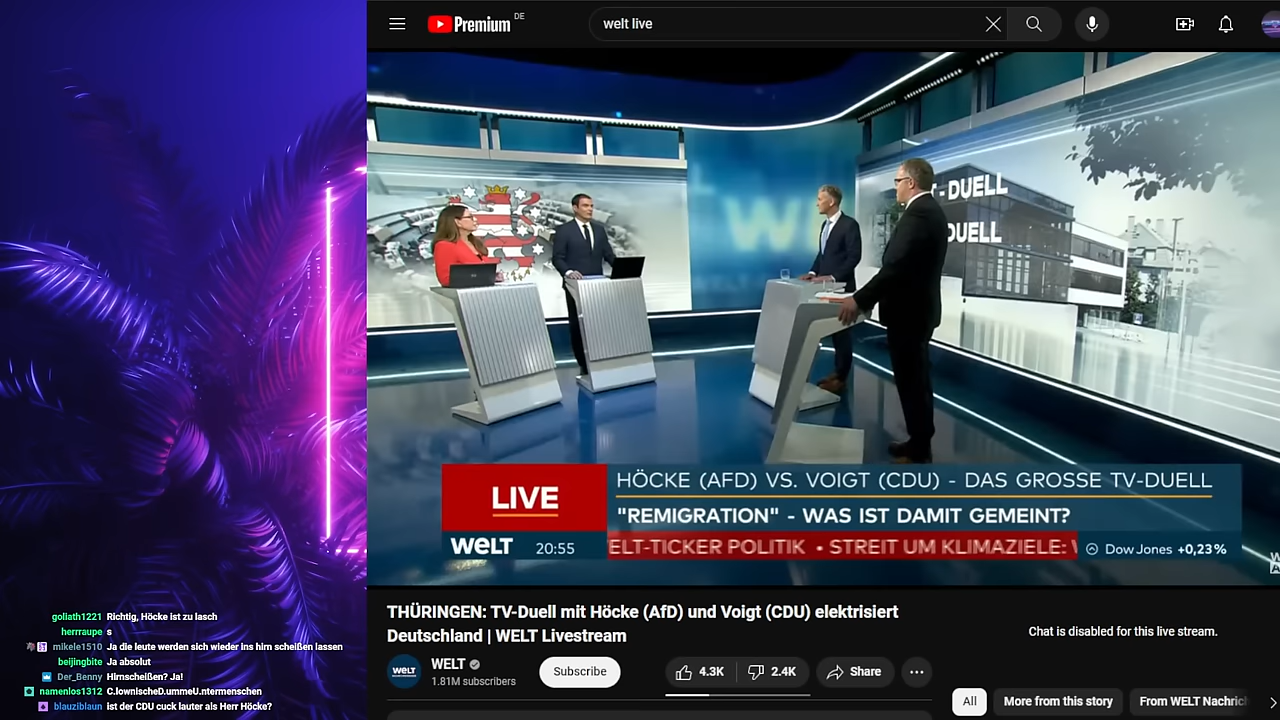 Premium DE
welt live
- DUELL
DUELL
LIVE
HÖCKE (AFD) VS. VOIGT (CDU) - DAS GROSSE TV-DUELL
"REMIGRATION" - WAS IST DAMIT GEMEINT?
WELT 20:55
ELT-TICKER POLITIK • STREIT UM KLIMAZIELE:
Dow Jones +0,23%
THÜRINGEN: TV-Duell mit Höcke (AfD) und Voigt (CDU) elektrisiert
Deutschland | WELT Livestream
Chat is disabled for this live stream.
welt
WELT
1.81M subscribers
Subscribe
4.3K
2.4K
Share
All
More from this story
From WELT Nachric
goliath1221 Richtig, Höcke ist zu lasch
herrraupe s
mikele1510 Ja die leute werden sich wieder ins hirn scheißen lassen
beijingbite Ja absolut
Der_Benny Hirnscheißen? Ja!
namenlos1312 C.lownischeD.ummeU.ntermenschen
blauziblaun ist der CDU cuck lauter als Herr Höcke?